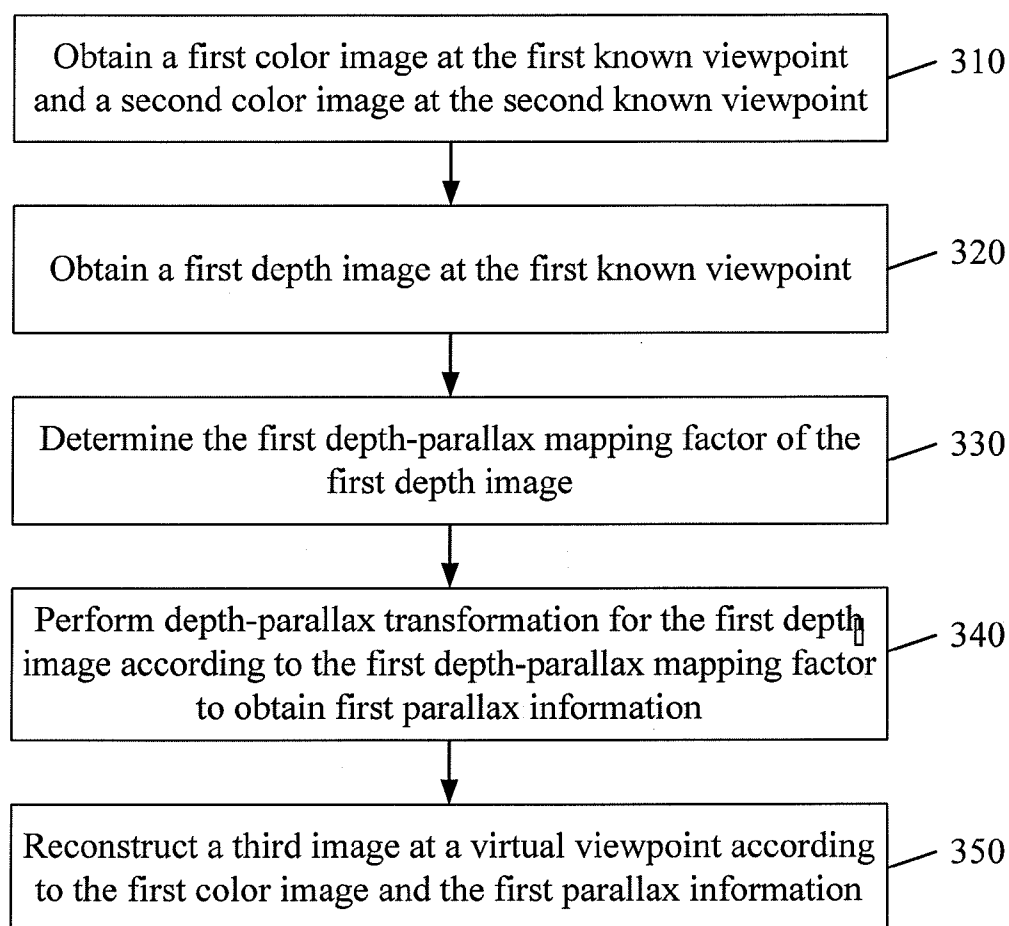 Obtain a first color image at the first known viewpoint
and a second color image at the second known viewpoint
310
Obtain a first depth image at the first known viewpoint
320
Determine the first depth-parallax mapping factor of the
first depth image
330
Perform depth-parallax transformation for the first depth
image according to the first depth-parallax mapping factor
to obtain first parallax information
340
Reconstruct a third image at a virtual viewpoint according
to the first color image and the first parallax information
350